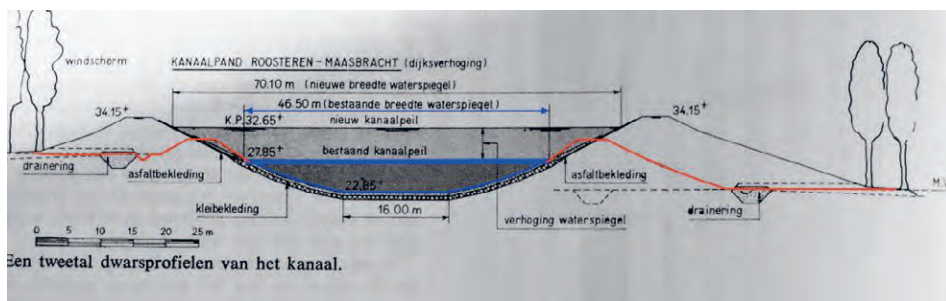 windscherm
KANAALPAND ROOSTEREN – MAASBRACHT (dijksverhoging)
70.10 m (nieuwe breedte waterspiegel)
46.50 m (bestaande breedte waterspiegel)
34.15⁺
K.P. 32.65⁺
nieuw kanaalpeil
34.15⁺
27.85⁺
bestaand kanaalpeil
drainering
asfaltbekleding
22.85⁺
asfaltbekleding
M.V.
kleibekleding
16.00 m
verhoging waterspiegel
drainering
0 5 10 15 20 25 m
Een tweetal dwarsprofielen van het kanaal.